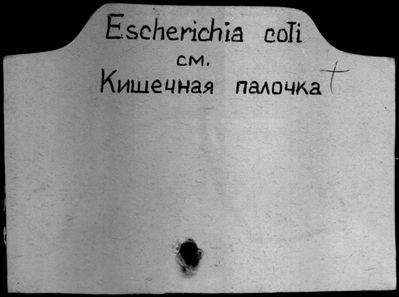 Escherichia coli
см.
Кишечная палочка